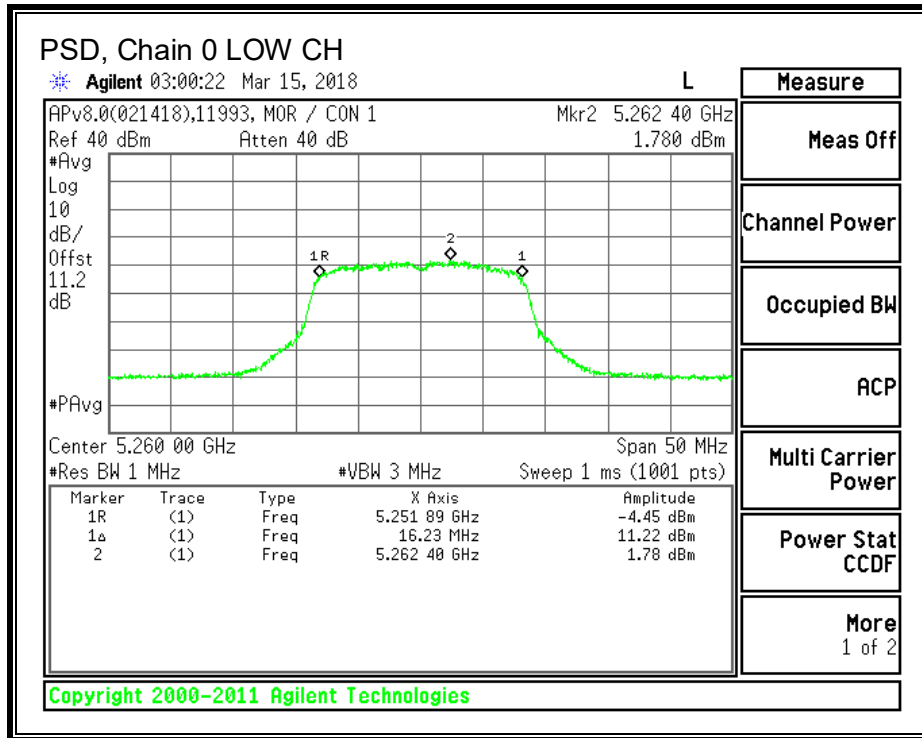 PSD, Chain 0 LOW CH
Agilent 03:00:22 Mar 15, 2018 L
APv8.0(021418),11993, MOR / CON 1 Mkr2 5.262 40 GHz
Ref 40 dBm Atten 40 dB 1.780 dBm
#Avg
Log
10
dB/
Offst
11.2
dB
#PAvg
1R
2
1
Center 5.260 00 GHz Span 50 MHz
#Res BW 1 MHz #VBW 3 MHz Sweep 1 ms (1001 pts)
Marker Trace Type X Axis Amplitude
1R (1) Freq 5.251 89 GHz -4.45 dBm
1Δ (1) Freq 16.23 MHz 11.22 dBm
2 (1) Freq 5.262 40 GHz 1.78 dBm
Measure
Meas Off
Channel Power
Occupied BW
ACP
Multi Carrier
Power
Power Stat
CCDF
More
1 of 2
Copyright 2000-2011 Agilent Technologies